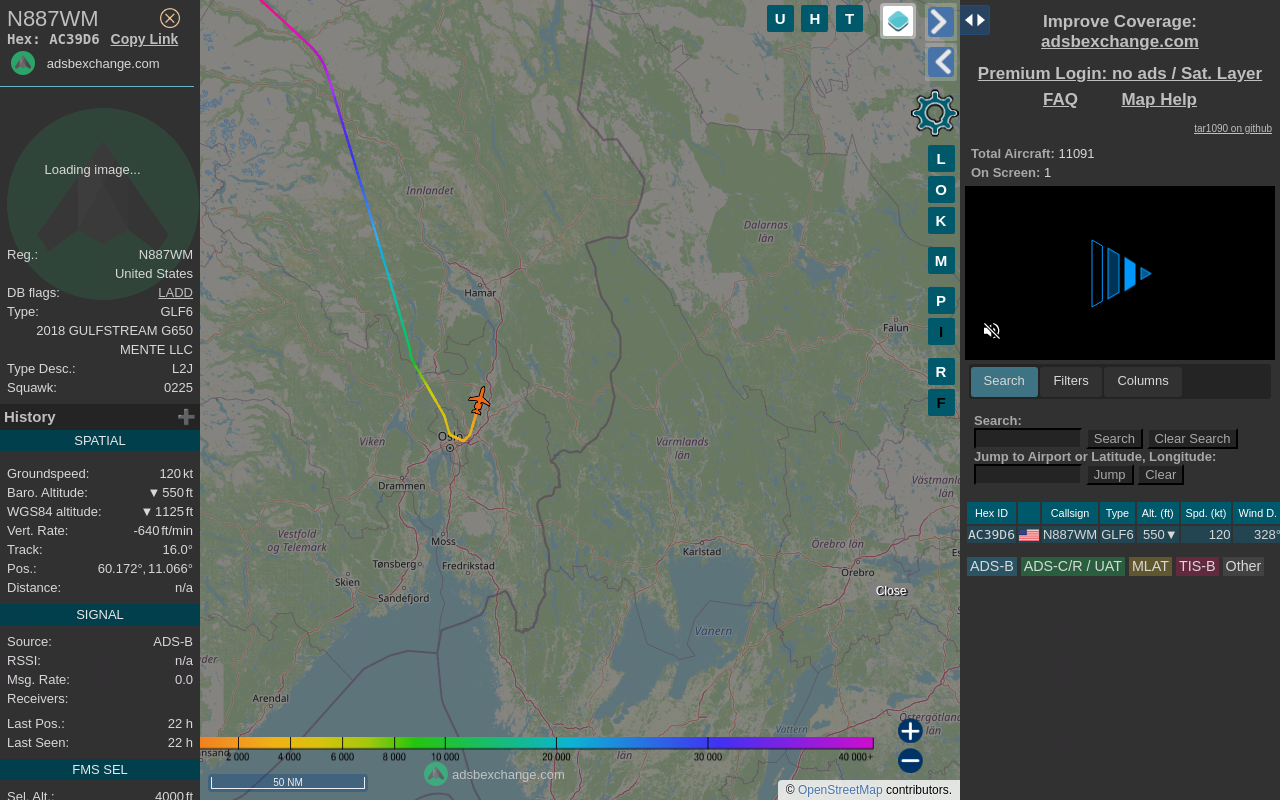 N887WM
Hex: AC39D6 Copy Link
adsbexchange.com
Loading image...
Reg.: N887WM
United States
DB flags: LADD
Type: GLF6
2018 GULFSTREAM G650
MENTE LLC
Type Desc.: L2J
Squawk: 0225
History
SPATIAL
Groundspeed: 120 kt
Baro. Altitude: ▼ 550 ft
WGS84 altitude: ▼ 1125 ft
Vert. Rate: -640 ft/min
Track: 16.0°
Pos.: 60.172°, 11.066°
Distance: n/a
SIGNAL
Source: ADS-B
RSSI: n/a
Msg. Rate: 0.0
Receivers:
Last Pos.: 22 h
Last Seen: 22 h
FMS SEL
Sel. Alt.: 4000 ft
U H T
L
O
K
M
P
I
R
F
Innlandet
Dalarnas
län
Hamar
Falun
Oslo
Viken
Värmlands
län
Drammen
Västmanlands
län
Vestfold
og Telemark
Moss
Karlstad
Örebro län
Tønsberg
Fredrikstad
Skien
Örebro
Sandefjord
Close
Vänern
Arendal
Östergötland
län
Vättern
län
2 000 4 000 6 000 8 000 10 000 20 000 30 000 40 000+
adsbexchange.com
50 NM
© OpenStreetMap contributors.
Improve Coverage:
adsbexchange.com
Premium Login: no ads / Sat. Layer
FAQ Map Help
tar1090 on github
Total Aircraft: 11091
On Screen: 1
Search Filters Columns
Search:
Search Clear Search
Jump to Airport or Latitude, Longitude:
Jump Clear
Hex ID Callsign Type Alt. (ft) Spd. (kt) Wind D.
AC39D6 N887WM GLF6 550▼ 120 328°
ADS-B ADS-C/R / UAT MLAT TIS-B Other